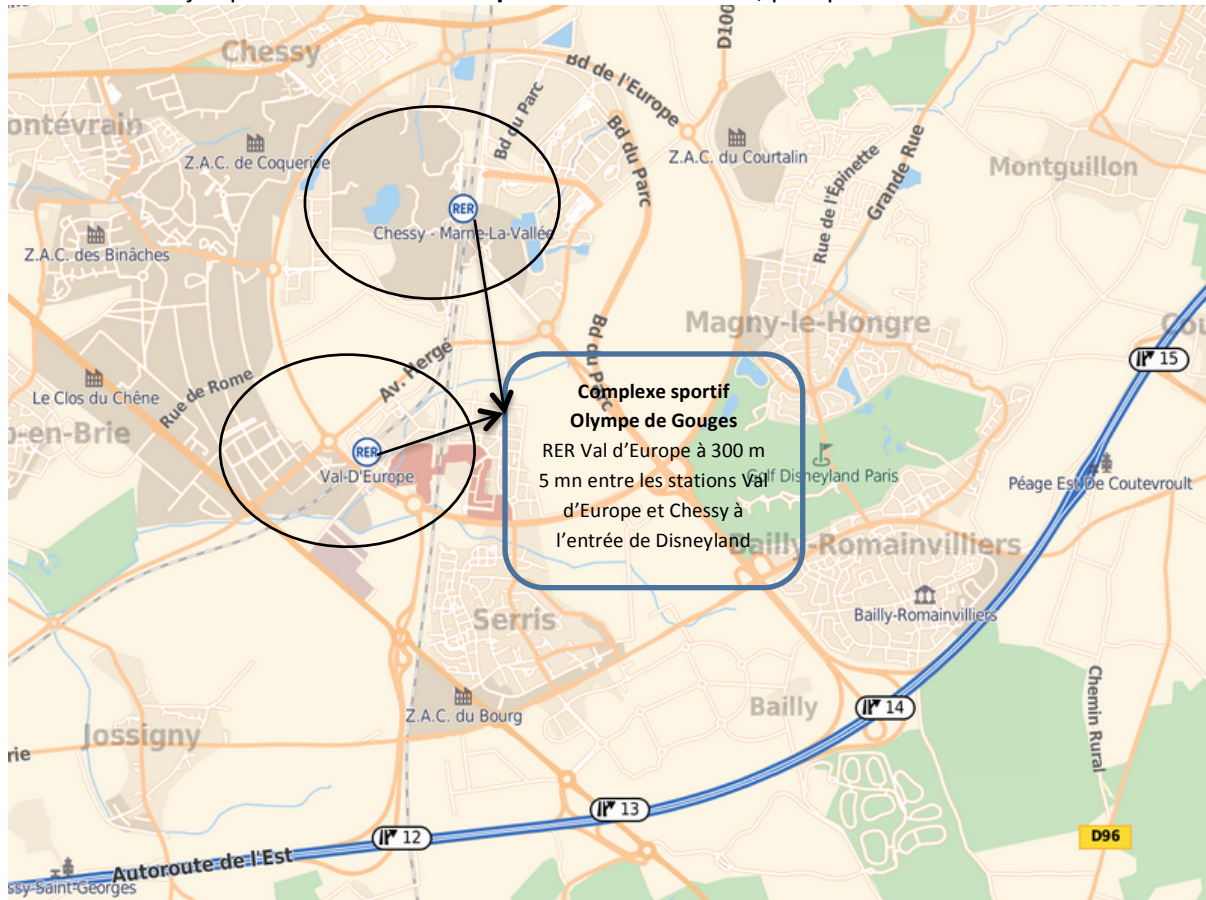 D100
Chessy
Bd de l'Europe
Bd du Parc
Bd du Parc
ontévrain
Z.A.C. de Coquerive
Z.A.C. du Courtalin
Rue de l'Épinette
Grande Rue
Montguillon
RER
Chessy - Marne-La-Vallée
Z.A.C. des Binâches
Magny-le-Hongre
Bd du Parc
Av. Hergé
15
Le Clos du Chêne
Rue de Rome
-en-Brie
RER
Val-D'Europe
Complexe sportif
Olympe de Gouges
RER Val d'Europe à 300 m
5 mn entre les stations Val
d'Europe et Chessy à
l'entrée de Disneyland
Golf Disneyland Paris
Péage Est De Coutevroult
Bailly-Romainvilliers
Bailly-Romainvilliers
Serris
Z.A.C. du Bourg
Bailly
14
Chemin Rural
Jossigny
rie
13
12
D96
Autoroute de l'Est
ssy-Saint-Georges